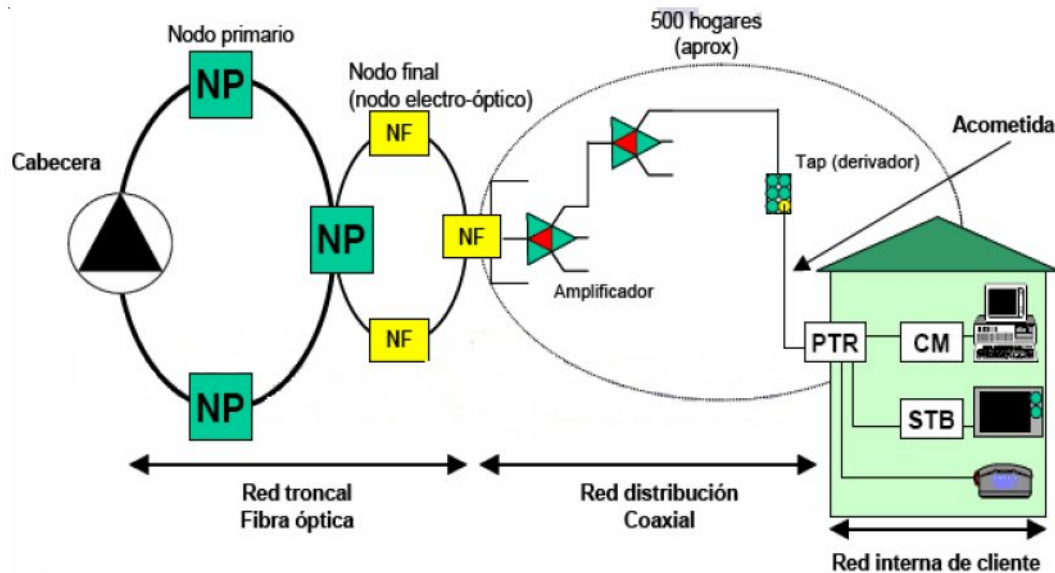 Nodo primario
NP
Nodo final
(nodo electro-óptico)
NF
500 hogares
(aprox)
Acometida
Cabecera
Tap (derivador)
NP
NF
Amplificador
NF
PTR
CM
STB
NP
Red troncal
Fibra óptica
Red distribución
Coaxial
Red interna de cliente